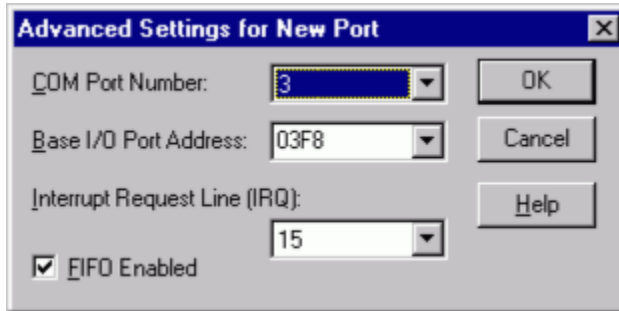 Advanced Settings for New Port
COM Port Number: 3 OK
Base I/O Port Address: 03F8 Cancel
Interrupt Request Line (IRQ): Help
15
FIFO Enabled